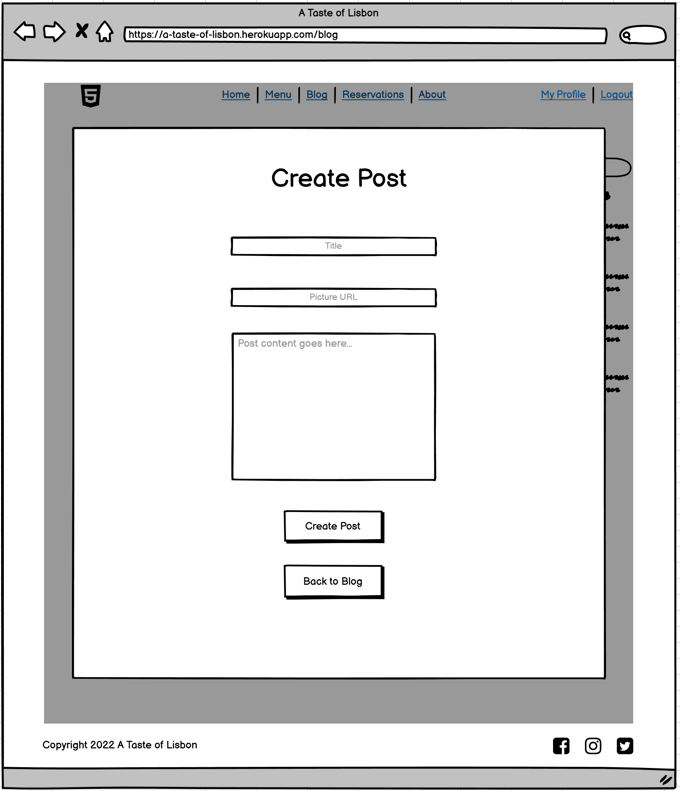 A Taste of Lisbon
https://a-taste-of-lisbon.herokuapp.com/blog
Home Menu Blog Reservations About My Profile Logout
Create Post
Title
Picture URL
Post content goes here...
Create Post
Back to Blog
Copyright 2022 A Taste of Lisbon